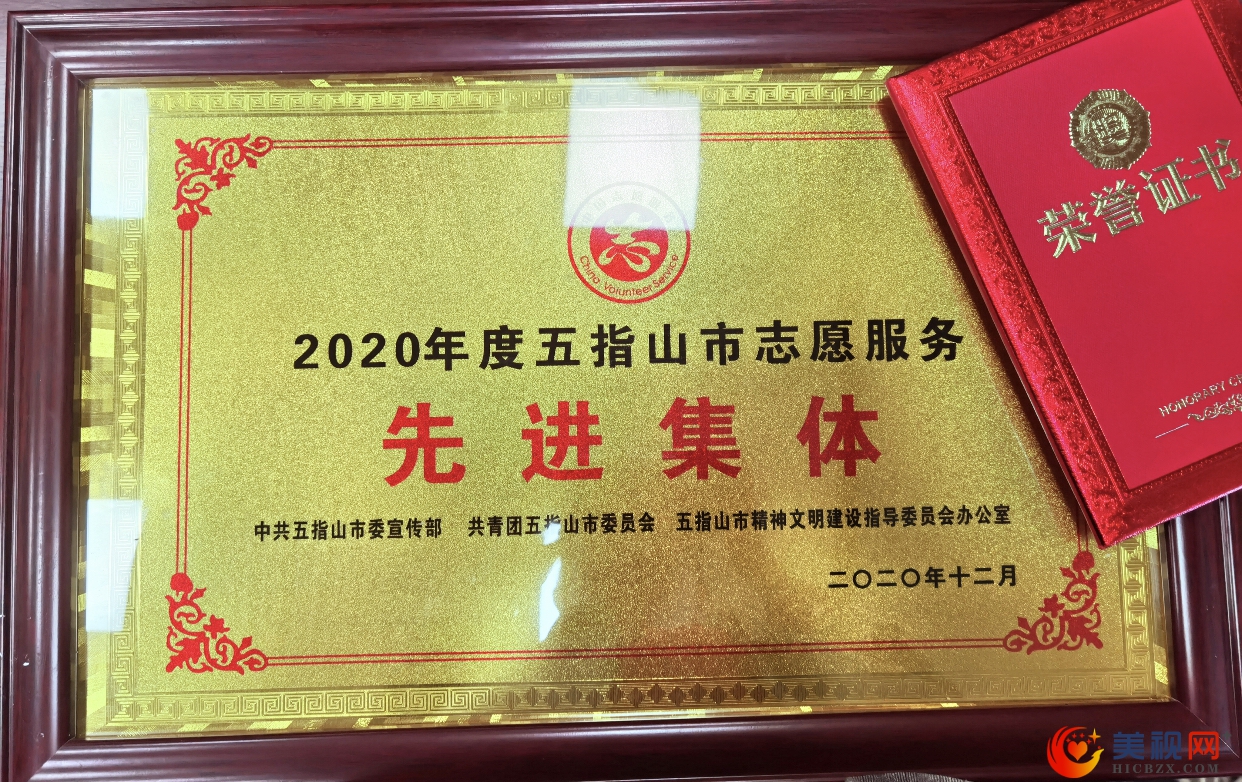 China Volunteer Service
2020年度五指山市志愿服务
先进集体
中共五指山市委宣传部 共青团五指山市委员会 五指山市精神文明建设指导委员会办公室
二〇二〇年十二月
荣誉证书
HONORARY
美视网
HICBZX.COM